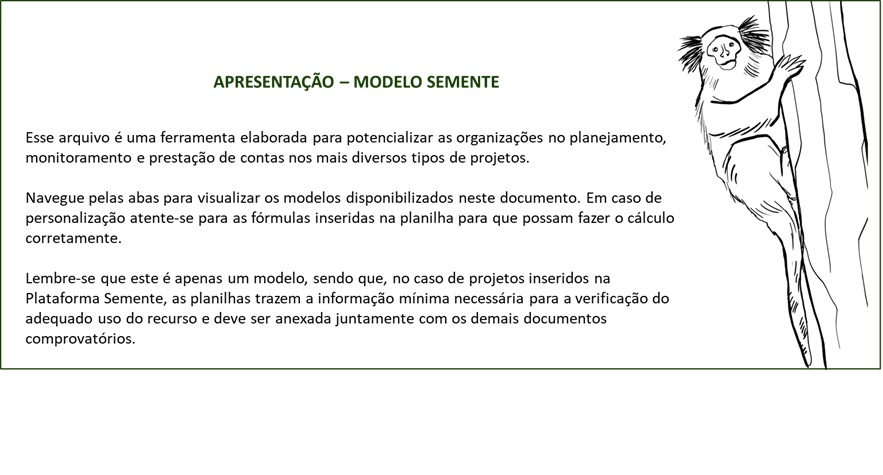 APRESENTAÇÃO – MODELO SEMENTE
Esse arquivo é uma ferramenta elaborada para potencializar as organizações no planejamento,
monitoramento e prestação de contas nos mais diversos tipos de projetos.
Navegue pelas abas para visualizar os modelos disponibilizados neste documento. Em caso de
personalização atente-se para as fórmulas inseridas na planilha para que possam fazer o cálculo
corretamente.
Lembre-se que este é apenas um modelo, sendo que, no caso de projetos inseridos na
Plataforma Semente, as planilhas trazem a informação mínima necessária para a verificação do
adequado uso do recurso e deve ser anexada juntamente com os demais documentos
comprovatórios.